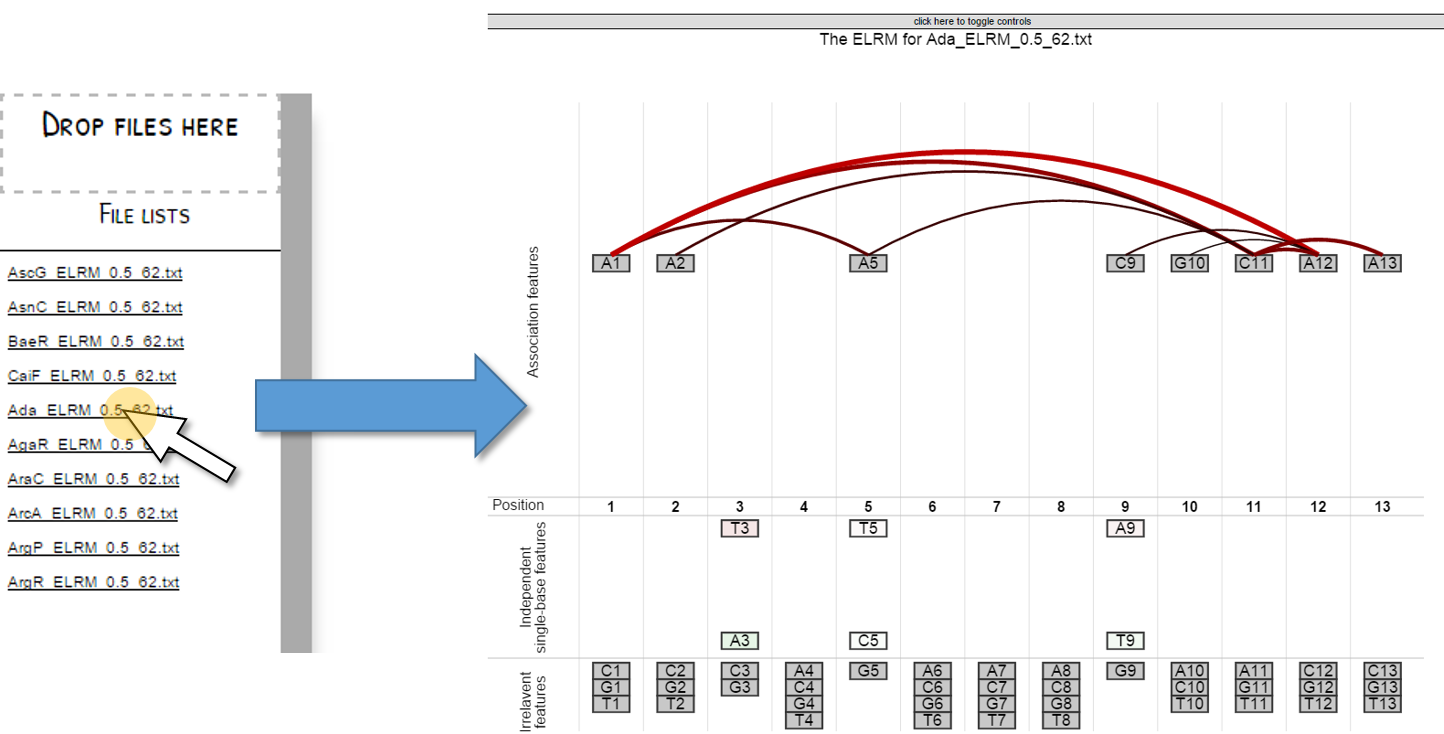 click here to toggle controls
The ELRM for Ada_ELRM_0.5_62.txt
DROP FILES HERE
FILE LISTS
AscG_ELRM_0.5_62.txt
AsnC_ELRM_0.5_62.txt
BaeR_ELRM_0.5_62.txt
CaiF_ELRM_0.5_62.txt
Ada_ELRM_0.5_62.txt
AgaR_ELRM_0.5
AraC_ELRM_0.5_62.txt
ArcA_ELRM_0.5_62.txt
ArgP_ELRM_0.5_62.txt
ArgR_ELRM_0.5_62.txt
Association features
A1 A2 A5 C9 G10 C11 A12 A13
Position 1 2 3 4 5 6 7 8 9 10 11 12 13
Independent
single-base features
T3 T5 A9
A3 C5 T9
Irrelavent
features
C1 C2 C3 A4 G5 A6 A7 A8 G9 A10 A11 C12 C13
G1 G2 G3 C4 C6 C7 C8 C10 G11 G12 G13
T1 T2 G4 G6 G7 G8 T10 T11 T12 T13
T4 T6 T7 T8